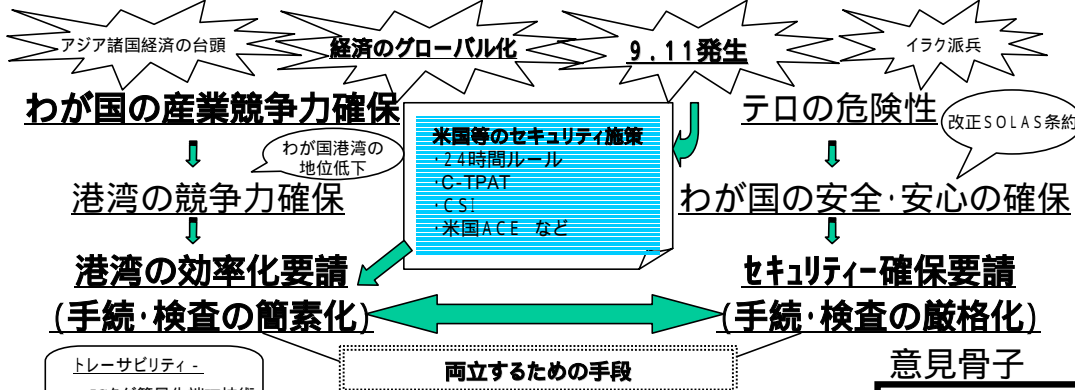 アジア諸国経済の台頭
経済のグローバル化
9.11発生
イラク派兵
わが国の産業競争力確保
テロの危険性
改正SOLAS条約
わが国港湾の
地位低下
米国等のセキュリティ施策
・24時間ルール
・C-TPAT
・CSI
・米国ACE など
港湾の競争力確保
わが国の安全・安心の確保
港湾の効率化要請
(手続・検査の簡素化)
セキュリティー確保要請
(手続・検査の厳格化)
両立するための手段
トレーサビリティ-
意見骨子